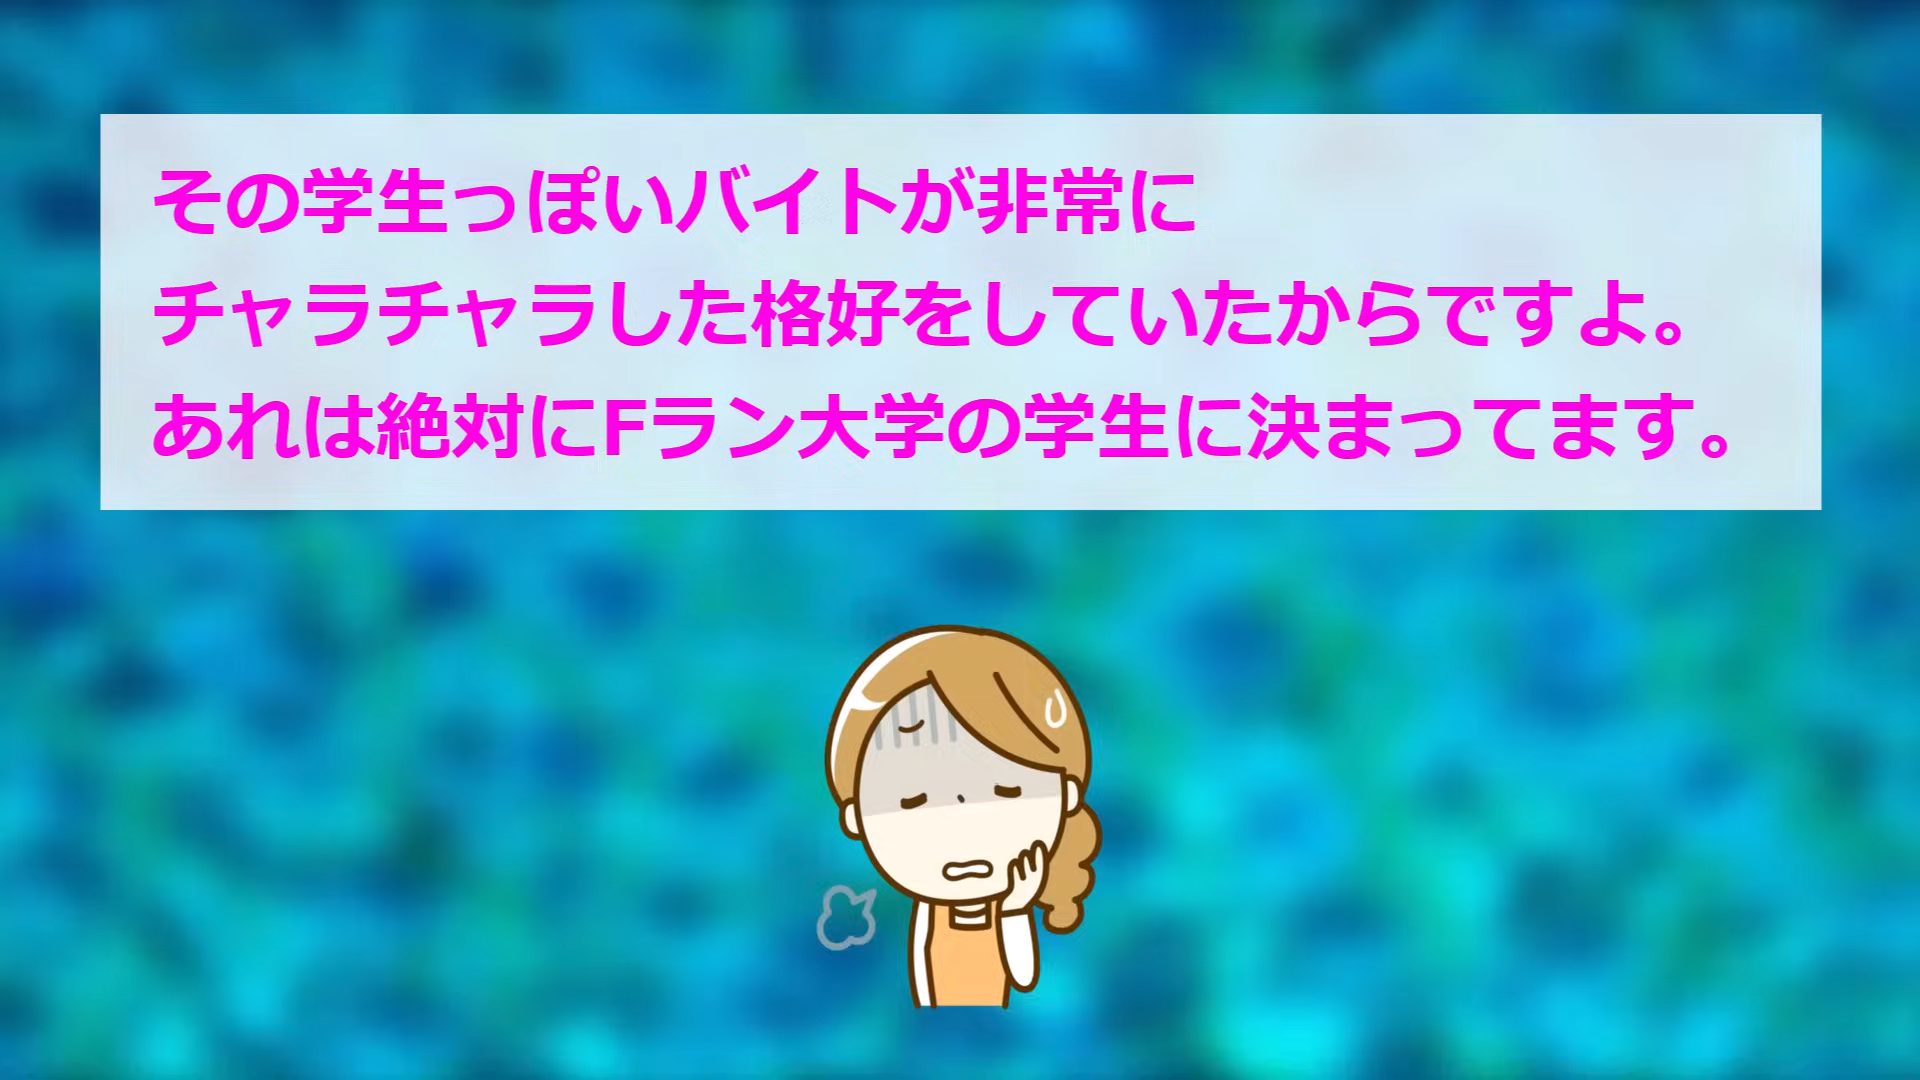 その学生っぽいバイトが非常に
チャラチャラした格好をしていたからですよ。
あれは絶対にFラン大学の学生に決まってます。